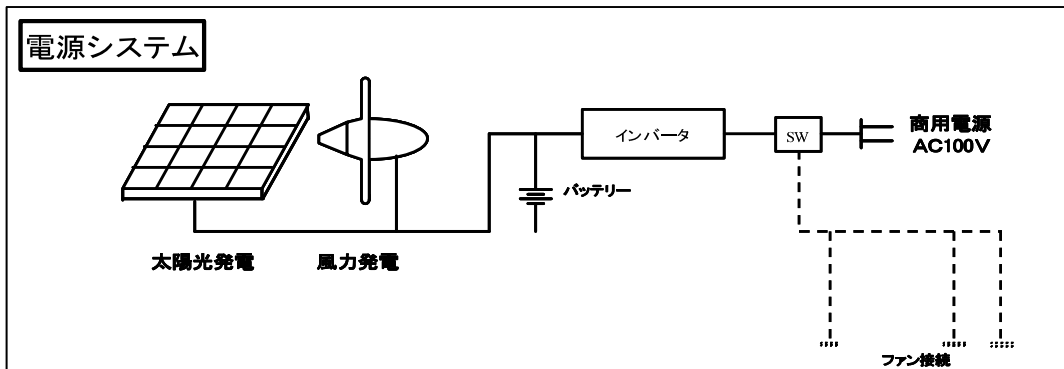 電源システム
インバータ
SW
商用電源
AC100V
バッテリー
太陽光発電
風力発電
ファン接続